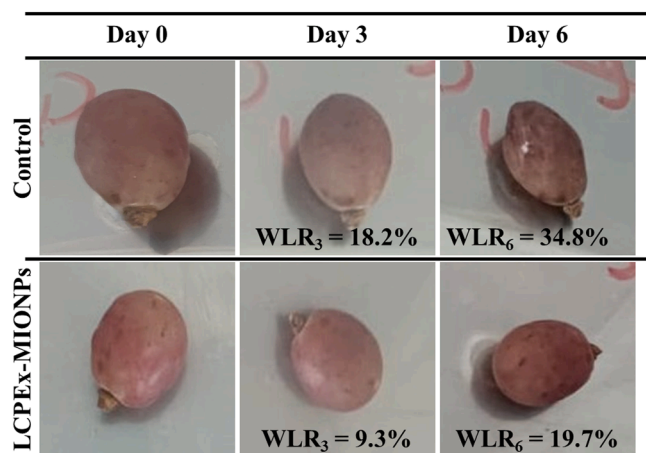 Day 0 Day 3 Day 6
Control
WLR₃ = 18.2% WLR₆ = 34.8%
LCPEx-MIONPs
WLR₃ = 9.3% WLR₆ = 19.7%